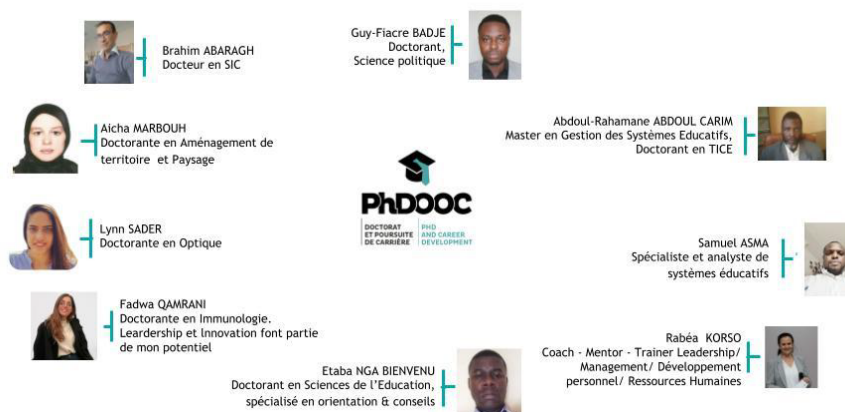 Brahim ABARAGH
Docteur en SIC
Guy-Fiacre BADJE
Doctorant,
Science politique
Aicha MARBOUH
Doctorante en Aménagement de
territoire et Paysage
Abdoul-Rahamane ABDOUL CARIM
Master en Gestion des Systèmes Educatifs,
Doctorant en TICE
PhDOOC
DOCTORAT
ET POURSUITE
DE CARRIÈRE
PHD
AND CAREER
DEVELOPMENT
Lynn SADER
Doctorante en Optique
Samuel ASMA
Spécialiste et analyste de
systèmes éducatifs
Fadwa QAMRANI
Doctorante en Immunologie.
Leardership et lnnovation font partie
de mon potentiel
Rabéa KORSO
Coach - Mentor - Trainer Leadership/
Management/ Développement
personnel/ Ressources Humaines
Etaba NGA BIENVENU
Doctorant en Sciences de l'Education,
spécialisé en orientation & conseils